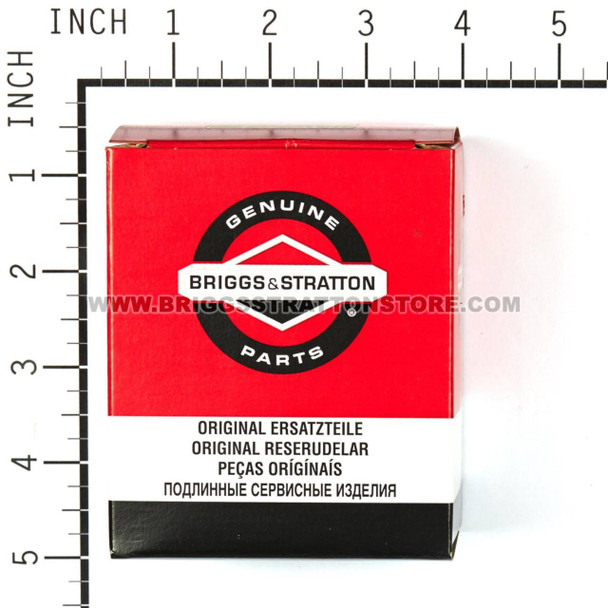 INCH 1 2 3 4 5
INCH
1
2
3
4
5
GENUINE
BRIGGS & STRATTON
®
PARTS
WWW.BRIGGSSTRATTONSTORE.COM
ORIGINAL ERSATZTEILE
ORIGINAL RESERUDELAR
PEÇAS ORÍGÍNAÍS
ПОДЛИННЫЕ СЕРВИСНЫЕ ИЗДЕЛИЯ